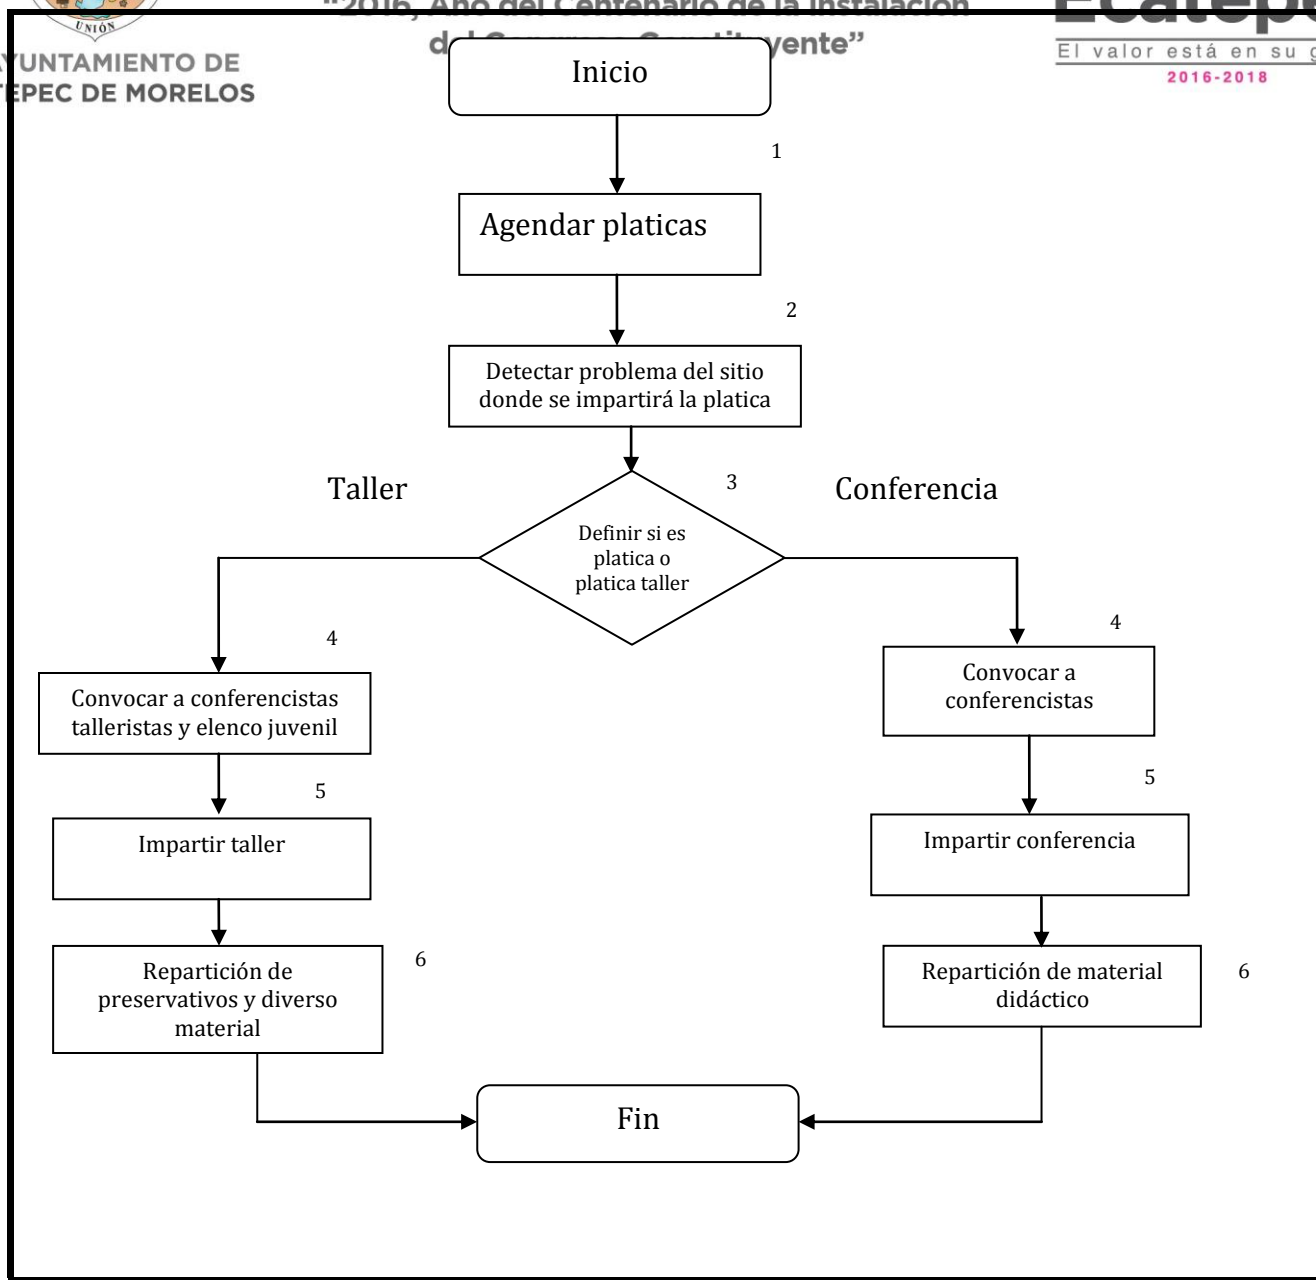 UNIÓN
AYUNTAMIENTO DE
TEPEC DE MORELOS
"2016, Año del Centenario de la Instalación
del Congreso Constituyente"
Ecatepe
El valor está en su g
2016-2018
Inicio
1
Agendar platicas
2
Detectar problema del sitio
donde se impartirá la platica
Taller
3
Conferencia
Definir si es
platica o
platica taller
4
Convocar a conferencistas
talleristas y elenco juvenil
4
Convocar a
conferencistas
5
Impartir taller
5
Impartir conferencia
Repartición de
preservativos y diverso
material
6
Repartición de material
didáctico
6
Fin